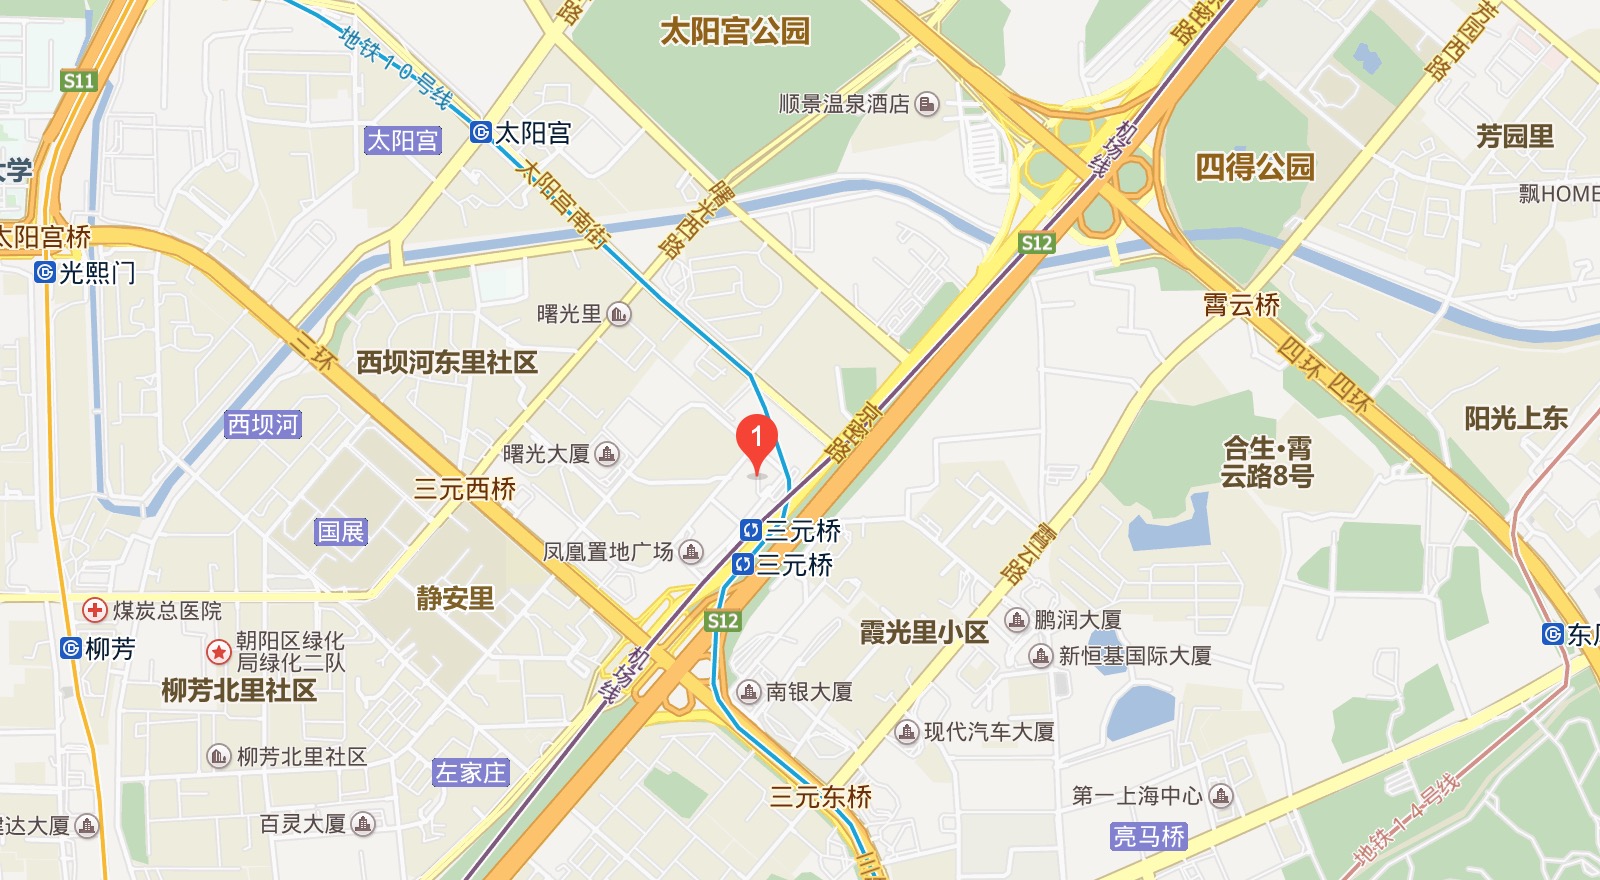 太阳宫公园
路
京密路
芳园西路
地铁10号线
S11
顺景温泉酒店
太阳宫
太阳宫
机场线
芳园里
大学
四得公园
飘HOME
太阳宫南街
曙光西路
太阳宫桥
S12
光熙门
霄云桥
曙光里
三环
西坝河东里社区
四环
四环
西坝河
京密路
阳光上东
合生·霄
云路8号
曙光大厦
1
三元西桥
国展
三元桥
凤凰置地广场
三元桥
霄云路
静安里
煤炭总医院
S12
鹏润大厦
霞光里小区
柳芳
朝阳区绿化
局绿化二队
新恒基国际大厦
机场线
柳芳北里社区
南银大厦
现代汽车大厦
柳芳北里社区
左家庄
三元东桥
第一上海中心
地铁14号线
百灵大厦
达大厦
亮马桥